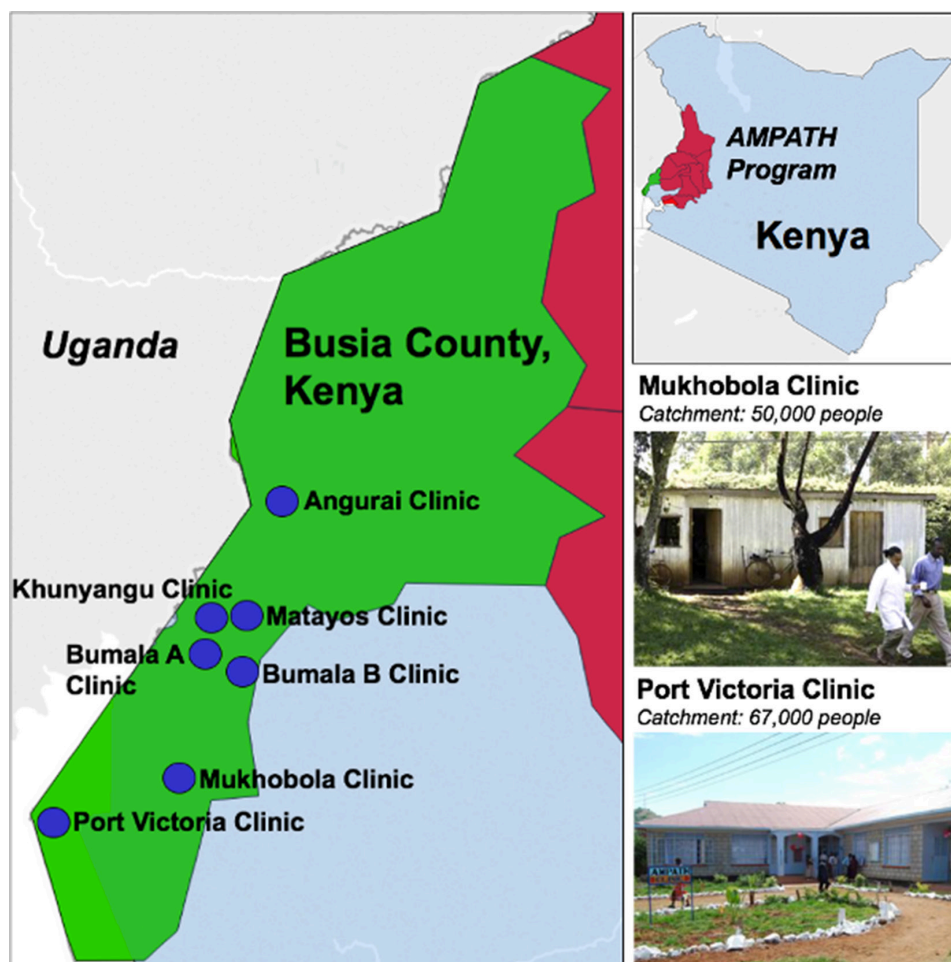 Uganda
Busia County,
Kenya
Angurai Clinic
Khunyangu Clinic
Matayos Clinic
Bumala A
Clinic
Bumala B Clinic
Mukhobola Clinic
Port Victoria Clinic
AMPATH
Program
Kenya
Mukhobola Clinic
Catchment: 50,000 people
Port Victoria Clinic
Catchment: 67,000 people
AMPATH